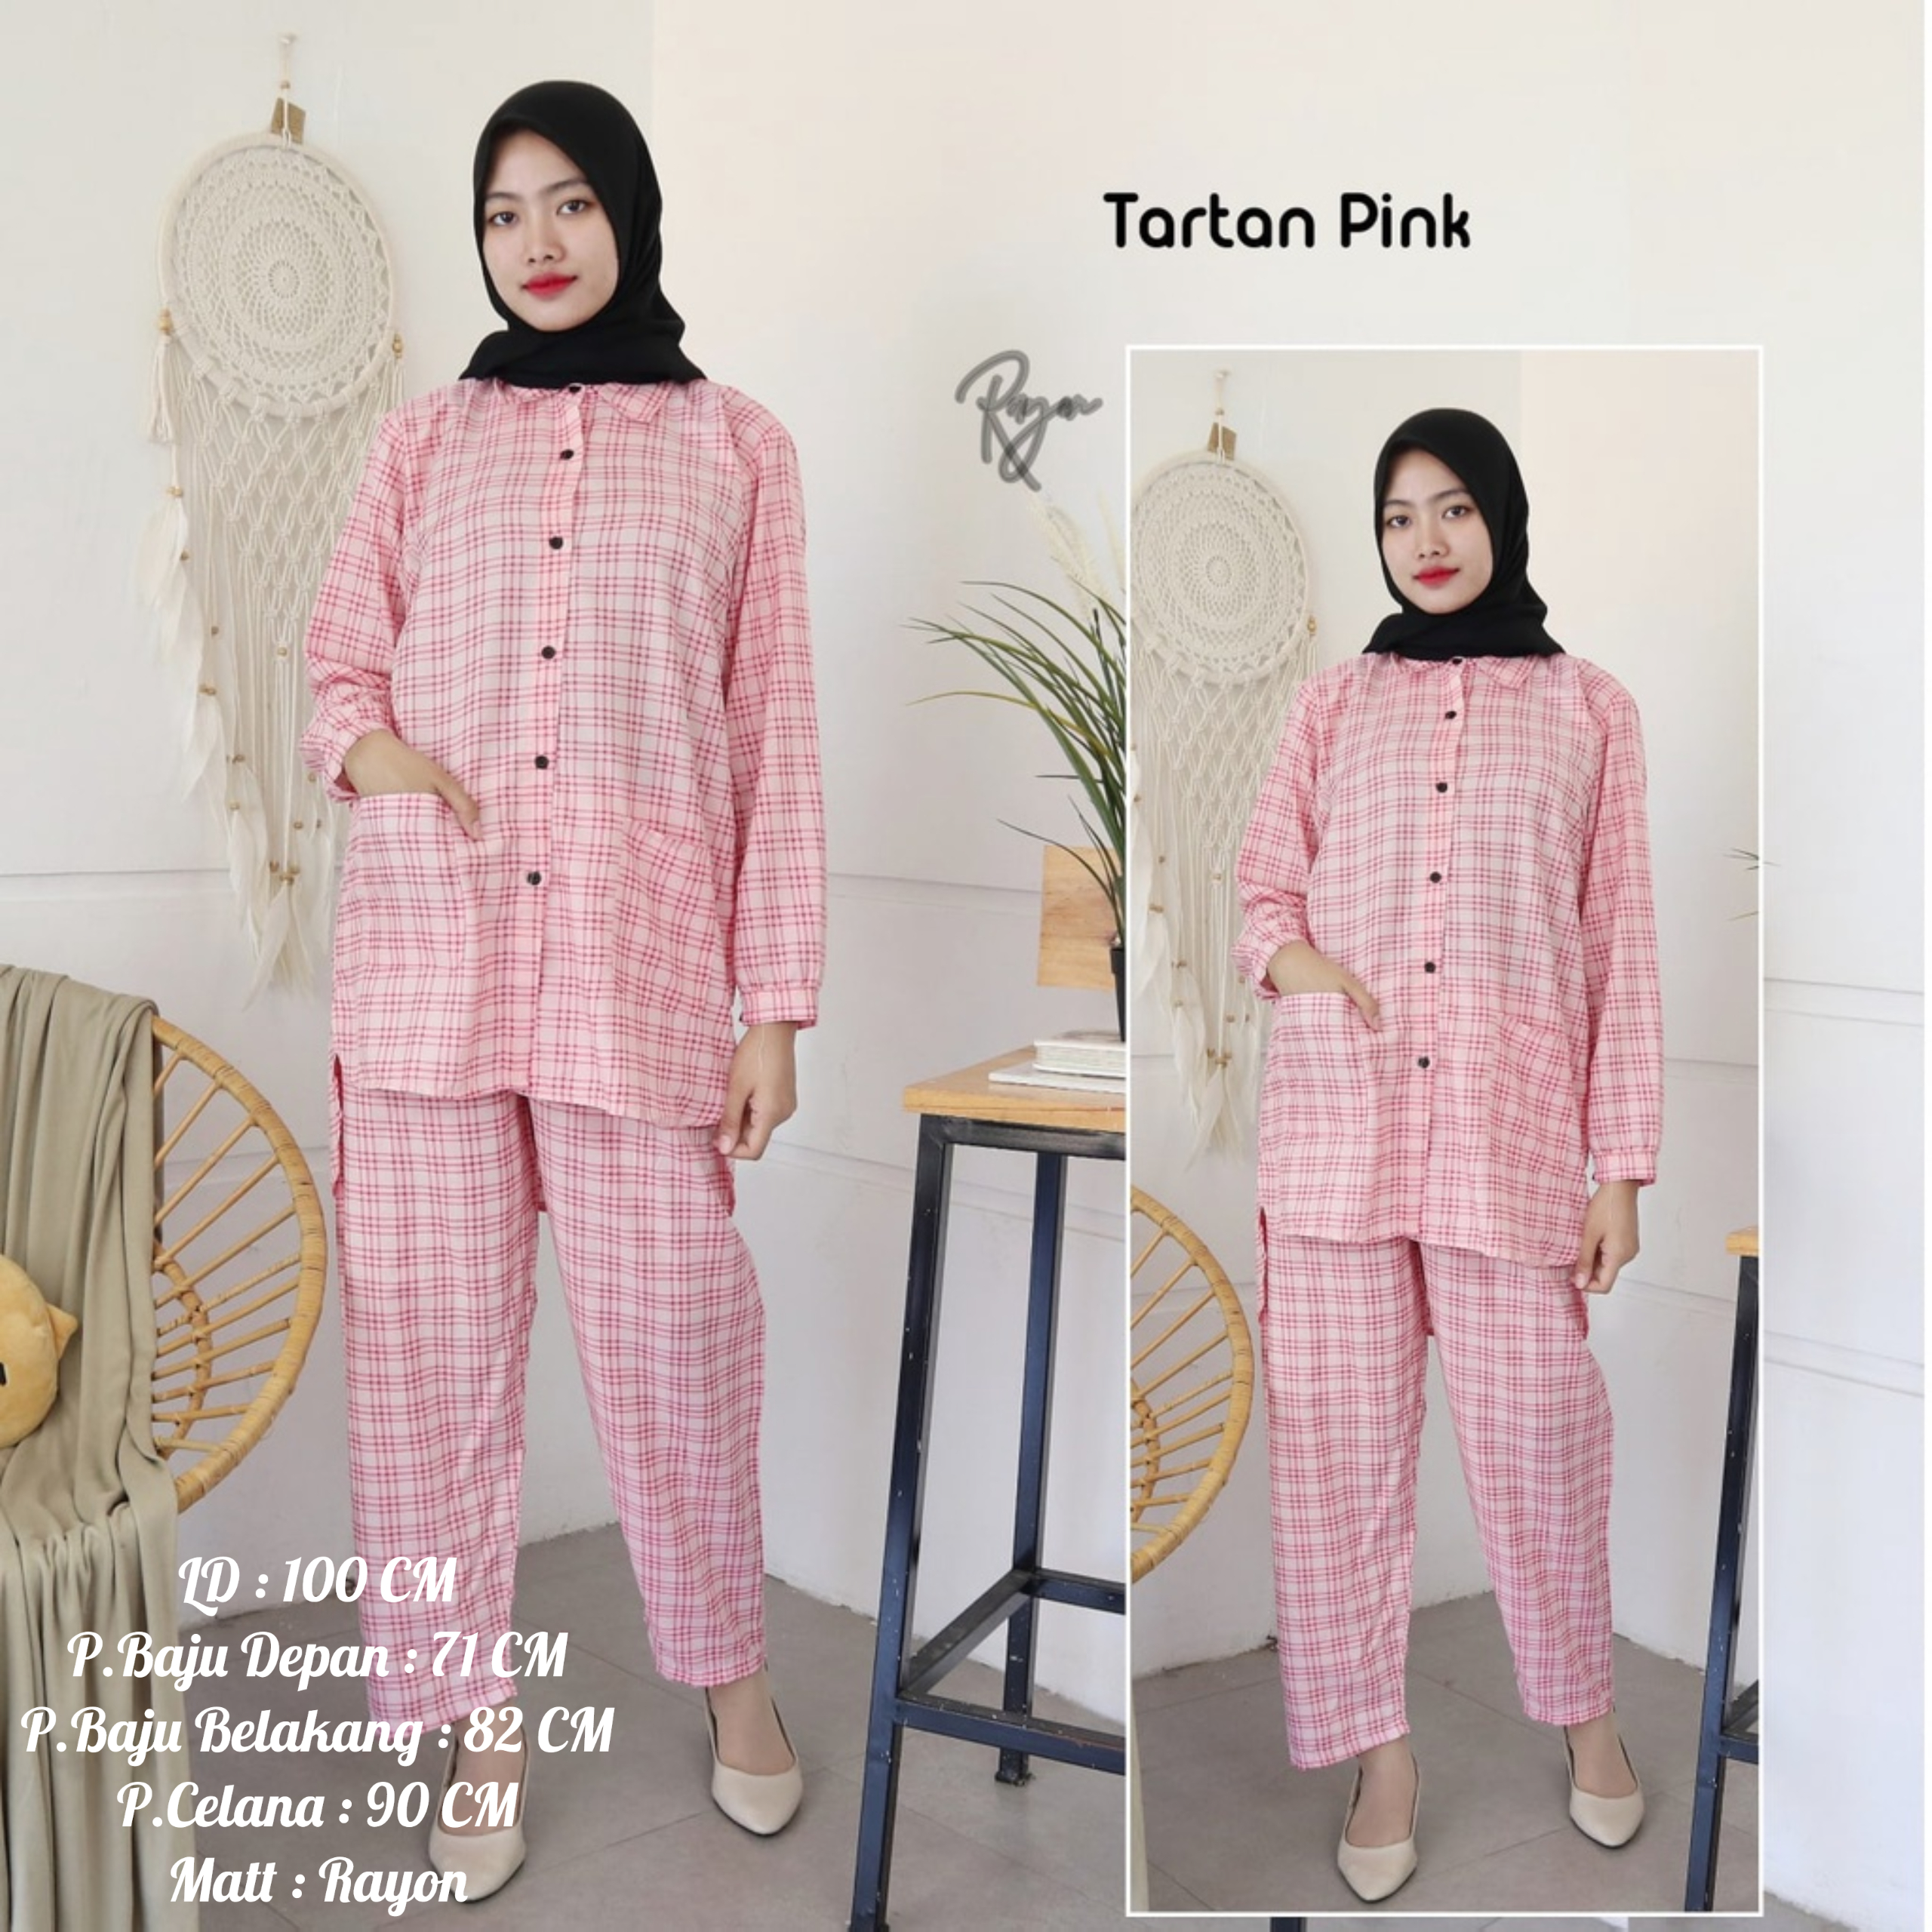 Tartan Pink
Rayon
LD : 100 CM
P.Baju Depan : 71 CM
P.Baju Belakang : 82 CM
P.Celana : 90 CM
Matt : Rayon